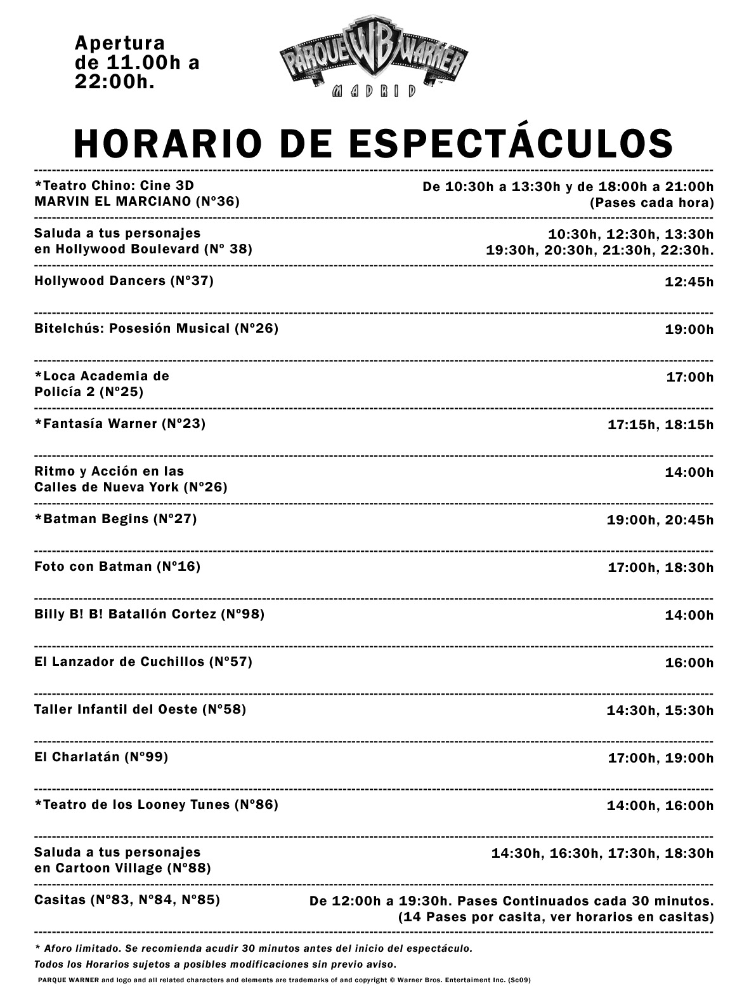 Apertura
de 11.00h a
22:00h.
PARQUE WB WARNER
MADRID
HORARIO DE ESPECTÁCULOS
*Teatro Chino: Cine 3D
MARVIN EL MARCIANO (Nº36)
De 10:30h a 13:30h y de 18:00h a 21:00h
(Pases cada hora)
Saluda a tus personajes
en Hollywood Boulevard (Nº 38)
10:30h, 12:30h, 13:30h
19:30h, 20:30h, 21:30h, 22:30h.
Hollywood Dancers (Nº37) 12:45h
Bitelchús: Posesión Musical (Nº26) 19:00h
*Loca Academia de
Policía 2 (Nº25)
17:00h
*Fantasía Warner (Nº23) 17:15h, 18:15h
Ritmo y Acción en las
Calles de Nueva York (Nº26)
14:00h
*Batman Begins (Nº27) 19:00h, 20:45h
Foto con Batman (Nº16) 17:00h, 18:30h
Billy B! B! Batallón Cortez (Nº98) 14:00h
El Lanzador de Cuchillos (Nº57) 16:00h
Taller Infantil del Oeste (Nº58) 14:30h, 15:30h
El Charlatán (Nº99) 17:00h, 19:00h
*Teatro de los Looney Tunes (Nº86) 14:00h, 16:00h
Saluda a tus personajes
en Cartoon Village (Nº88)
14:30h, 16:30h, 17:30h, 18:30h
Casitas (Nº83, Nº84, Nº85) De 12:00h a 19:30h. Pases Continuados cada 30 minutos.
(14 Pases por casita, ver horarios en casitas)
* Aforo limitado. Se recomienda acudir 30 minutos antes del inicio del espectáculo.
Todos los Horarios sujetos a posibles modificaciones sin previo aviso.
PARQUE WARNER and logo and all related characters and elements are trademarks of and copyright © Warner Bros. Entertaiment Inc. (Sc09)